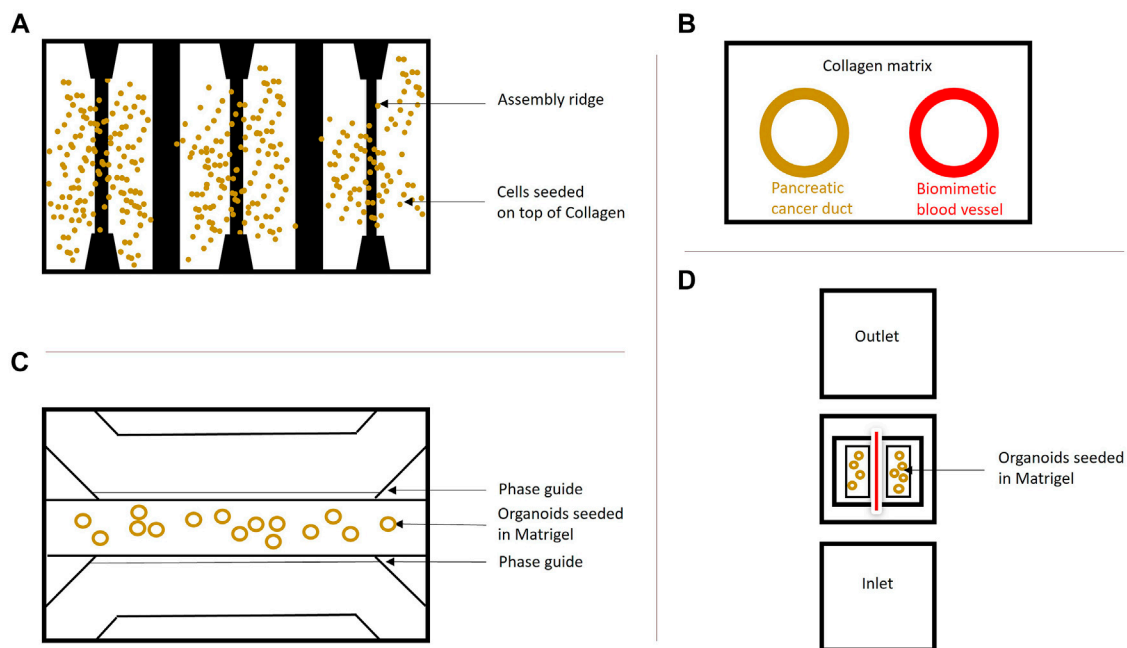 A
Assembly ridge
Cells seeded
on top of Collagen
B
Collagen matrix
Pancreatic
cancer duct
Biomimetic
blood vessel
C
Phase guide
Organoids seeded
in Matrigel
Phase guide
D
Outlet
Organoids seeded
in Matrigel
Inlet